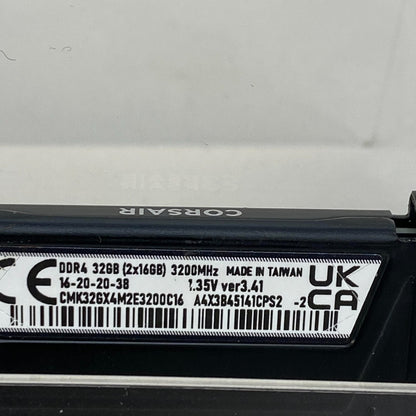 CORSAIR
DDR4 32GB (2x16GB) 3200MHz MADE IN TAIWAN
16-20-20-38 1.35V ver3.41
CMK32GX4M2E3200C16 A4X3B45141CPS2 -2
CE
UK
CA